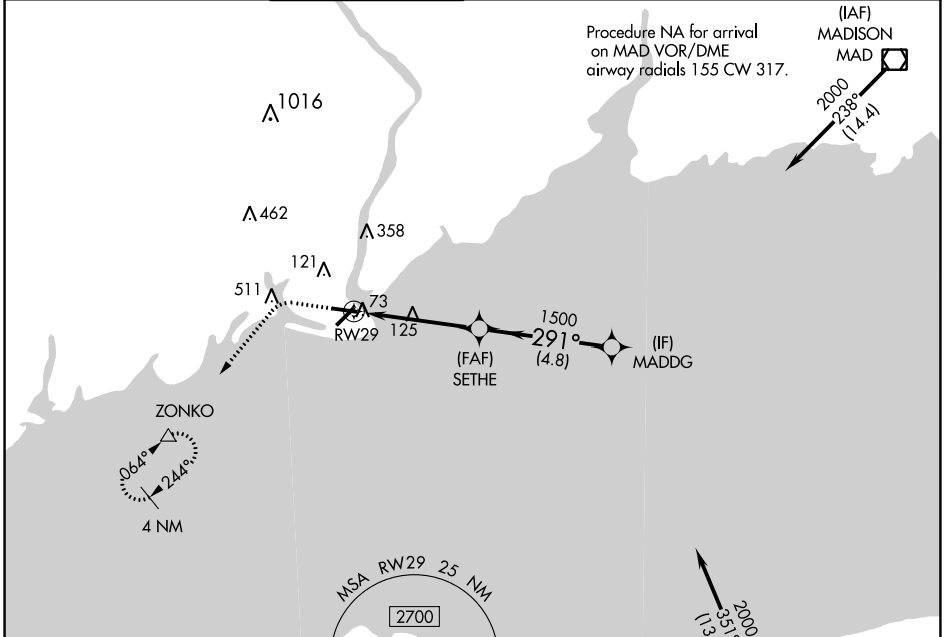 (IAF)
MADISON
MAD
Procedure NA for arrival
on MAD VOR/DME
airway radials 155 CW 317.
2000
238°
(14.4)
1016
462
358
121
511
73
125
RW29
1500
291°
(4.8)
(FAF)
SETHE
(IF)
MADDG
ZONKO
064°
244°
4 NM
MSA RW29 25 NM
2700
2000
351°